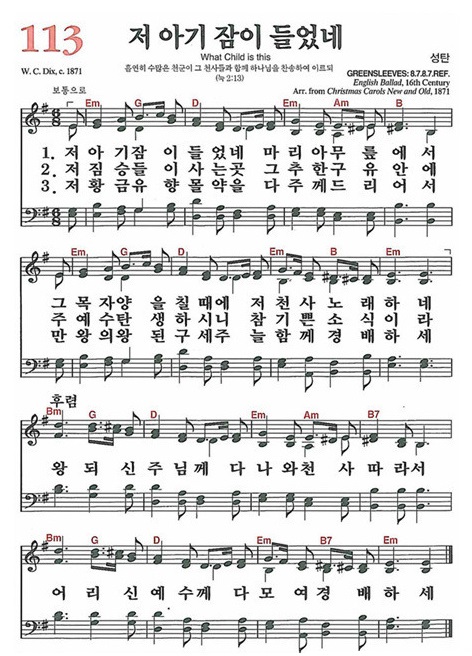 113
저 아기 잠이 들었네
What Child is this
성탄
W. C. Dix, c. 1871
홀연히 수많은 천군이 그 천사들과 함께 하나님을 찬송하여 이르되
(눅 2:13)
GREENSLEEVES: 8.7.8.7.REF.
English Ballad, 16th Century
Arr. from Christmas Carols New and Old, 1871
보통으로
Em G D Em Am B
1. 저 아 기 잠 이 들 었 네 마 리 아 무 릎 에 서
2. 저 짐 승 들 이 사 는 곳 그 추 한 구 유 안 에
3. 저 황 금 유 향 몰 약 을 다 주 께 드 리 어 서
Em G D Em B Em
그 목 자 양 을 칠 때 에 저 천 사 노 래 하 네
주 예 수 탄 생 하 시 니 참 기 쁜 소 식 이 라
만 왕 의 왕 된 구 세 주 늘 함 께 경 배 하 세
후렴
Bm G D Em Am B7
왕 되 신 주 님 께 다 나 와 천 사 따 라 서
Bm G D Em B7 Em
어 리 신 예 수 께 다 모 여 경 배 하 세